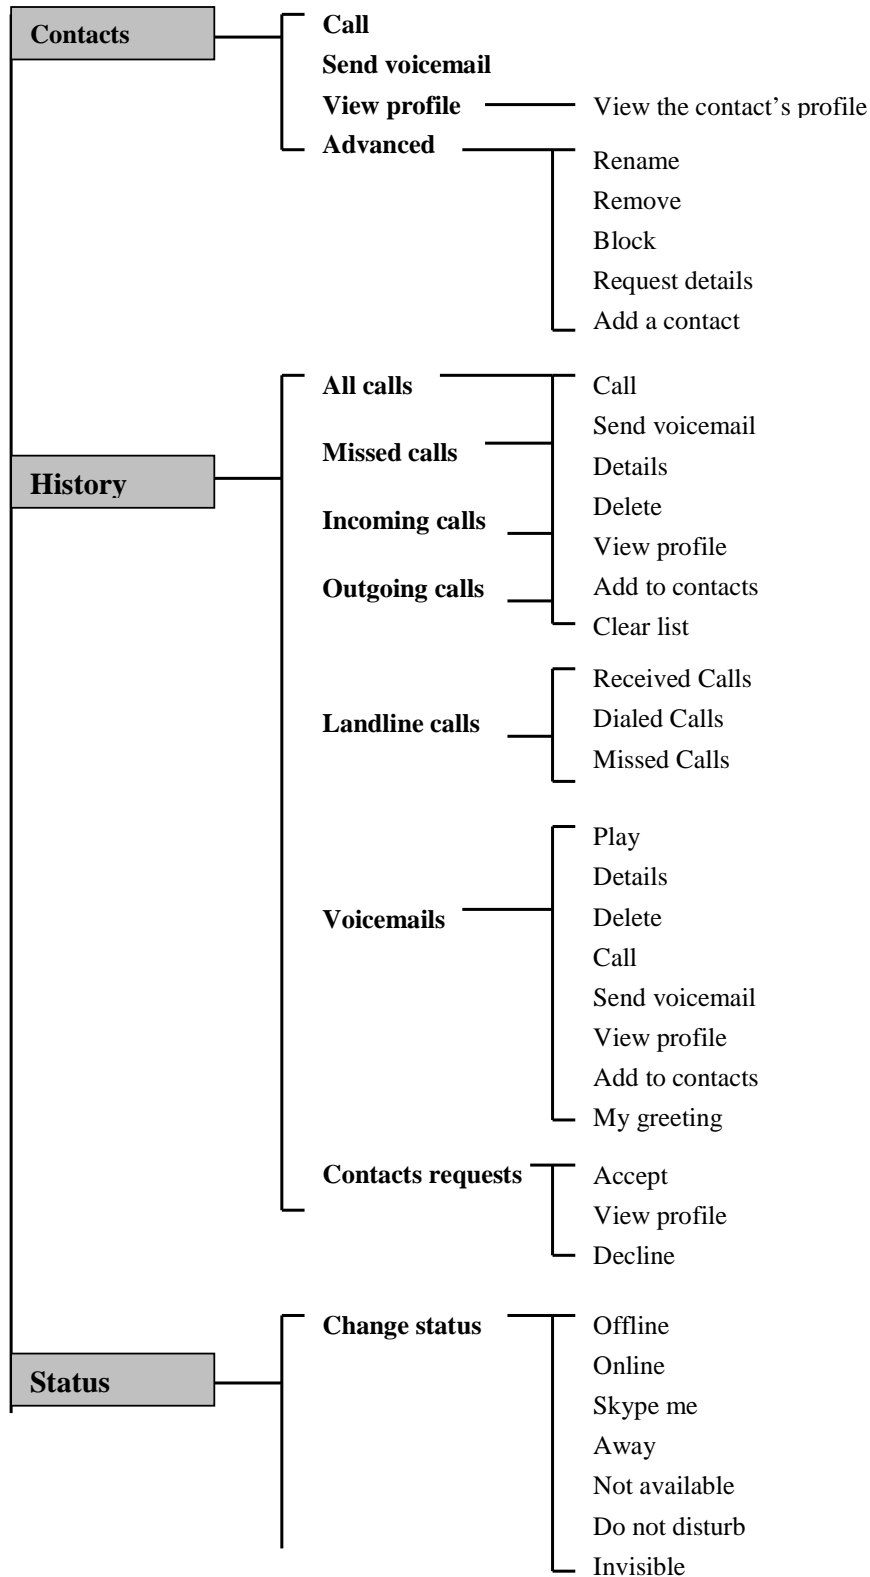 Contacts
Call
Send voicemail
View profile
View the contact's profile
Advanced
Rename
Remove
Block
Request details
Add a contact
History
All calls
Missed calls
Incoming calls
Outgoing calls
Call
Send voicemail
Details
Delete
View profile
Add to contacts
Clear list
Landline calls
Received Calls
Dialed Calls
Missed Calls
Voicemails
Play
Details
Delete
Call
Send voicemail
View profile
Add to contacts
My greeting
Contacts requests
Accept
View profile
Decline
Status
Change status
Offline
Online
Skype me
Away
Not available
Do not disturb
Invisible